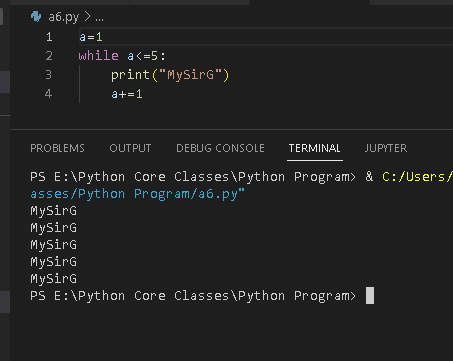 a6.py > ...
1 a=1
2 while a<=5:
3 print("MySirG")
4 a+=1
PROBLEMS OUTPUT DEBUG CONSOLE TERMINAL JUPYTER
PS E:\Python Core Classes\Python Program> & C:/Users/
asses/Python Program/a6.py"
MySirG
MySirG
MySirG
MySirG
MySirG
PS E:\Python Core Classes\Python Program>